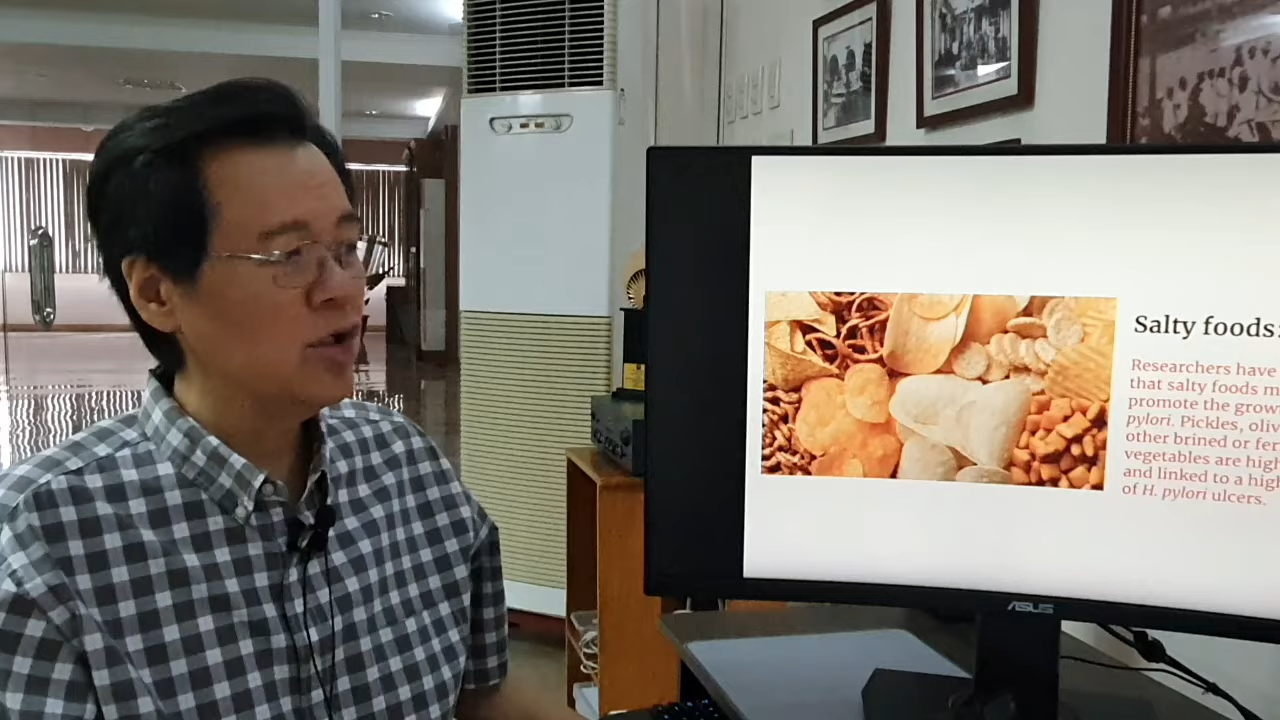 Salty foods:
Researchers have
that salty foods m
promote the grow
pylori. Pickles, oliv
other brined or fer
vegetables are high
and linked to a high
of H. pylori ulcers.
ASUS